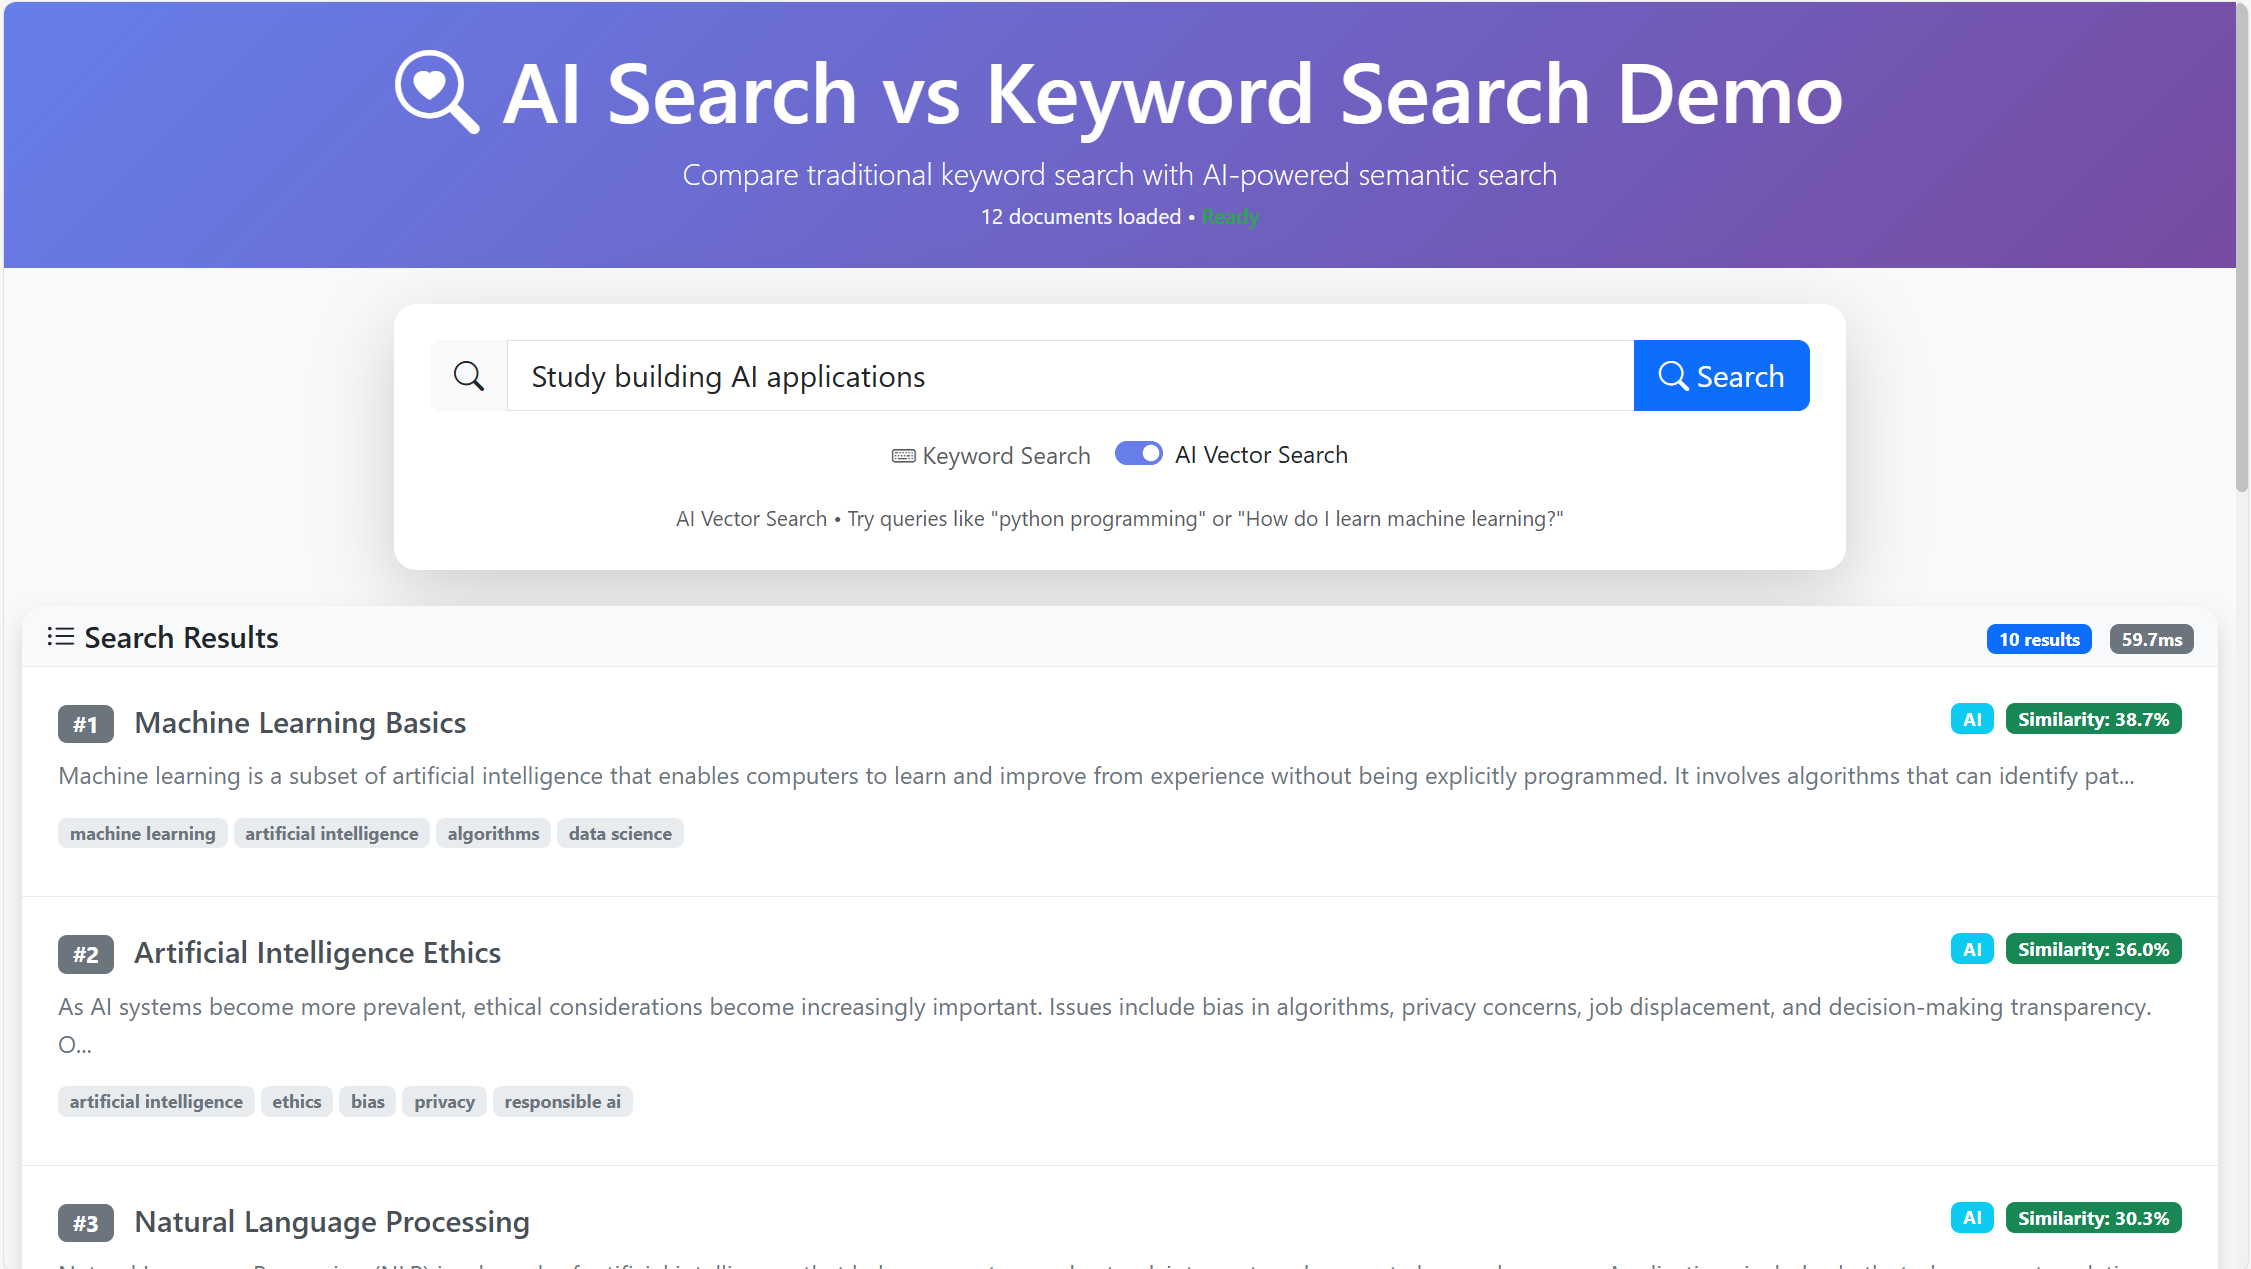 AI Search vs Keyword Search Demo
Compare traditional keyword search with AI-powered semantic search
12 documents loaded • Ready
Study building AI applications
Search
Keyword Search
AI Vector Search
AI Vector Search • Try queries like "python programming" or "How do I learn machine learning?"
Search Results
10 results
59.7ms
#1 Machine Learning Basics
AI
Similarity: 38.7%
Machine learning is a subset of artificial intelligence that enables computers to learn and improve from experience without being explicitly programmed. It involves algorithms that can identify pat...
machine learning artificial intelligence algorithms data science
#2 Artificial Intelligence Ethics
AI
Similarity: 36.0%
As AI systems become more prevalent, ethical considerations become increasingly important. Issues include bias in algorithms, privacy concerns, job displacement, and decision-making transparency.
O...
artificial intelligence ethics bias privacy responsible ai
#3 Natural Language Processing
AI
Similarity: 30.3%